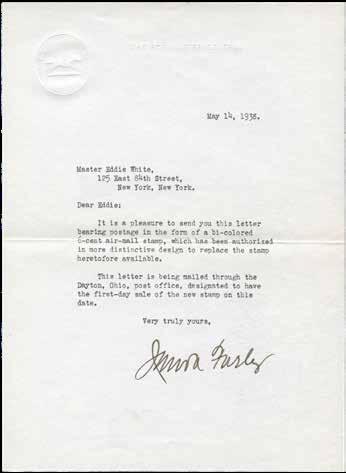 May 14, 1938.
Master Eddie White,
125 East 84th Street,
New York, New York.
Dear Eddie:
It is a pleasure to send you this letter
bearing postage in the form of a bi-colored
6-cent air-mail stamp, which has been authorized
in more distinctive design to replace the stamp
heretofore available.
This letter is being mailed through the
Dayton, Ohio, post office, designated to have
the first-day sale of the new stamp on this
date.
Very truly yours,
Farley